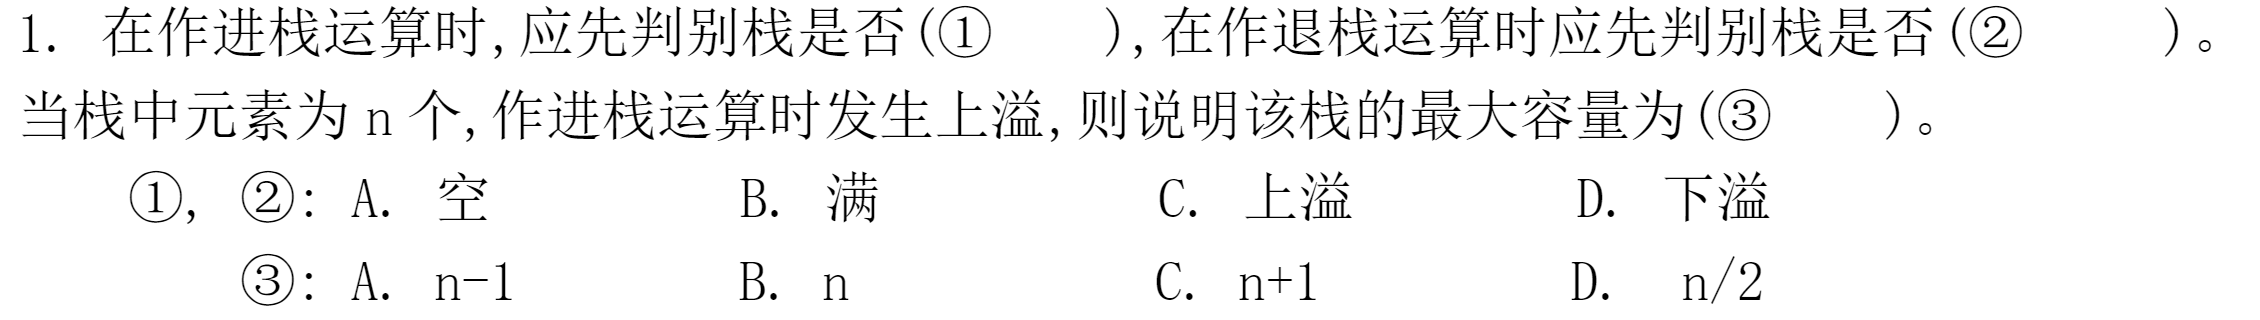 1. 在作进栈运算时,应先判别栈是否(① ),在作退栈运算时应先判别栈是否(② )。
当栈中元素为 n 个,作进栈运算时发生上溢,则说明该栈的最大容量为(③ )。
①, ②: A. 空 B. 满 C. 上溢 D. 下溢
③: A. n-1 B. n C. n+1 D. n/2